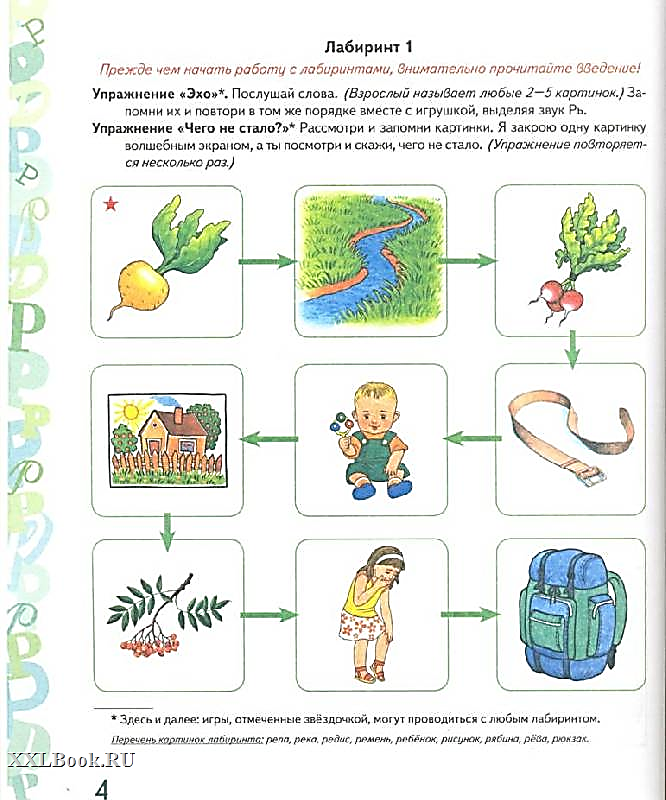 Лабиринт 1
Прежде чем начать работу с лабиринтами, внимательно прочитайте введение!
Упражнение «Эхо»*. Послушай слова. (Взрослый называет любые 2—5 картинок.) За-
помни их и повтори в том же порядке вместе с игрушкой, выделяя звук Рь.
Упражнение «Чего не стало?»* Рассмотри и запомни картинки. Я закрою одну картинку
волшебным экраном, а ты посмотри и скажи, чего не стало. (Упражнение повторяет-
ся несколько раз.)
* Здесь и далее: игры, отмеченные звёздочкой, могут проводиться с любым лабиринтом.
Перечень картинок лабиринта: репа, река, редис, ремень, ребёнок, рисунок, рябина, рёва, рюкзак.
XXLBook.RU
4